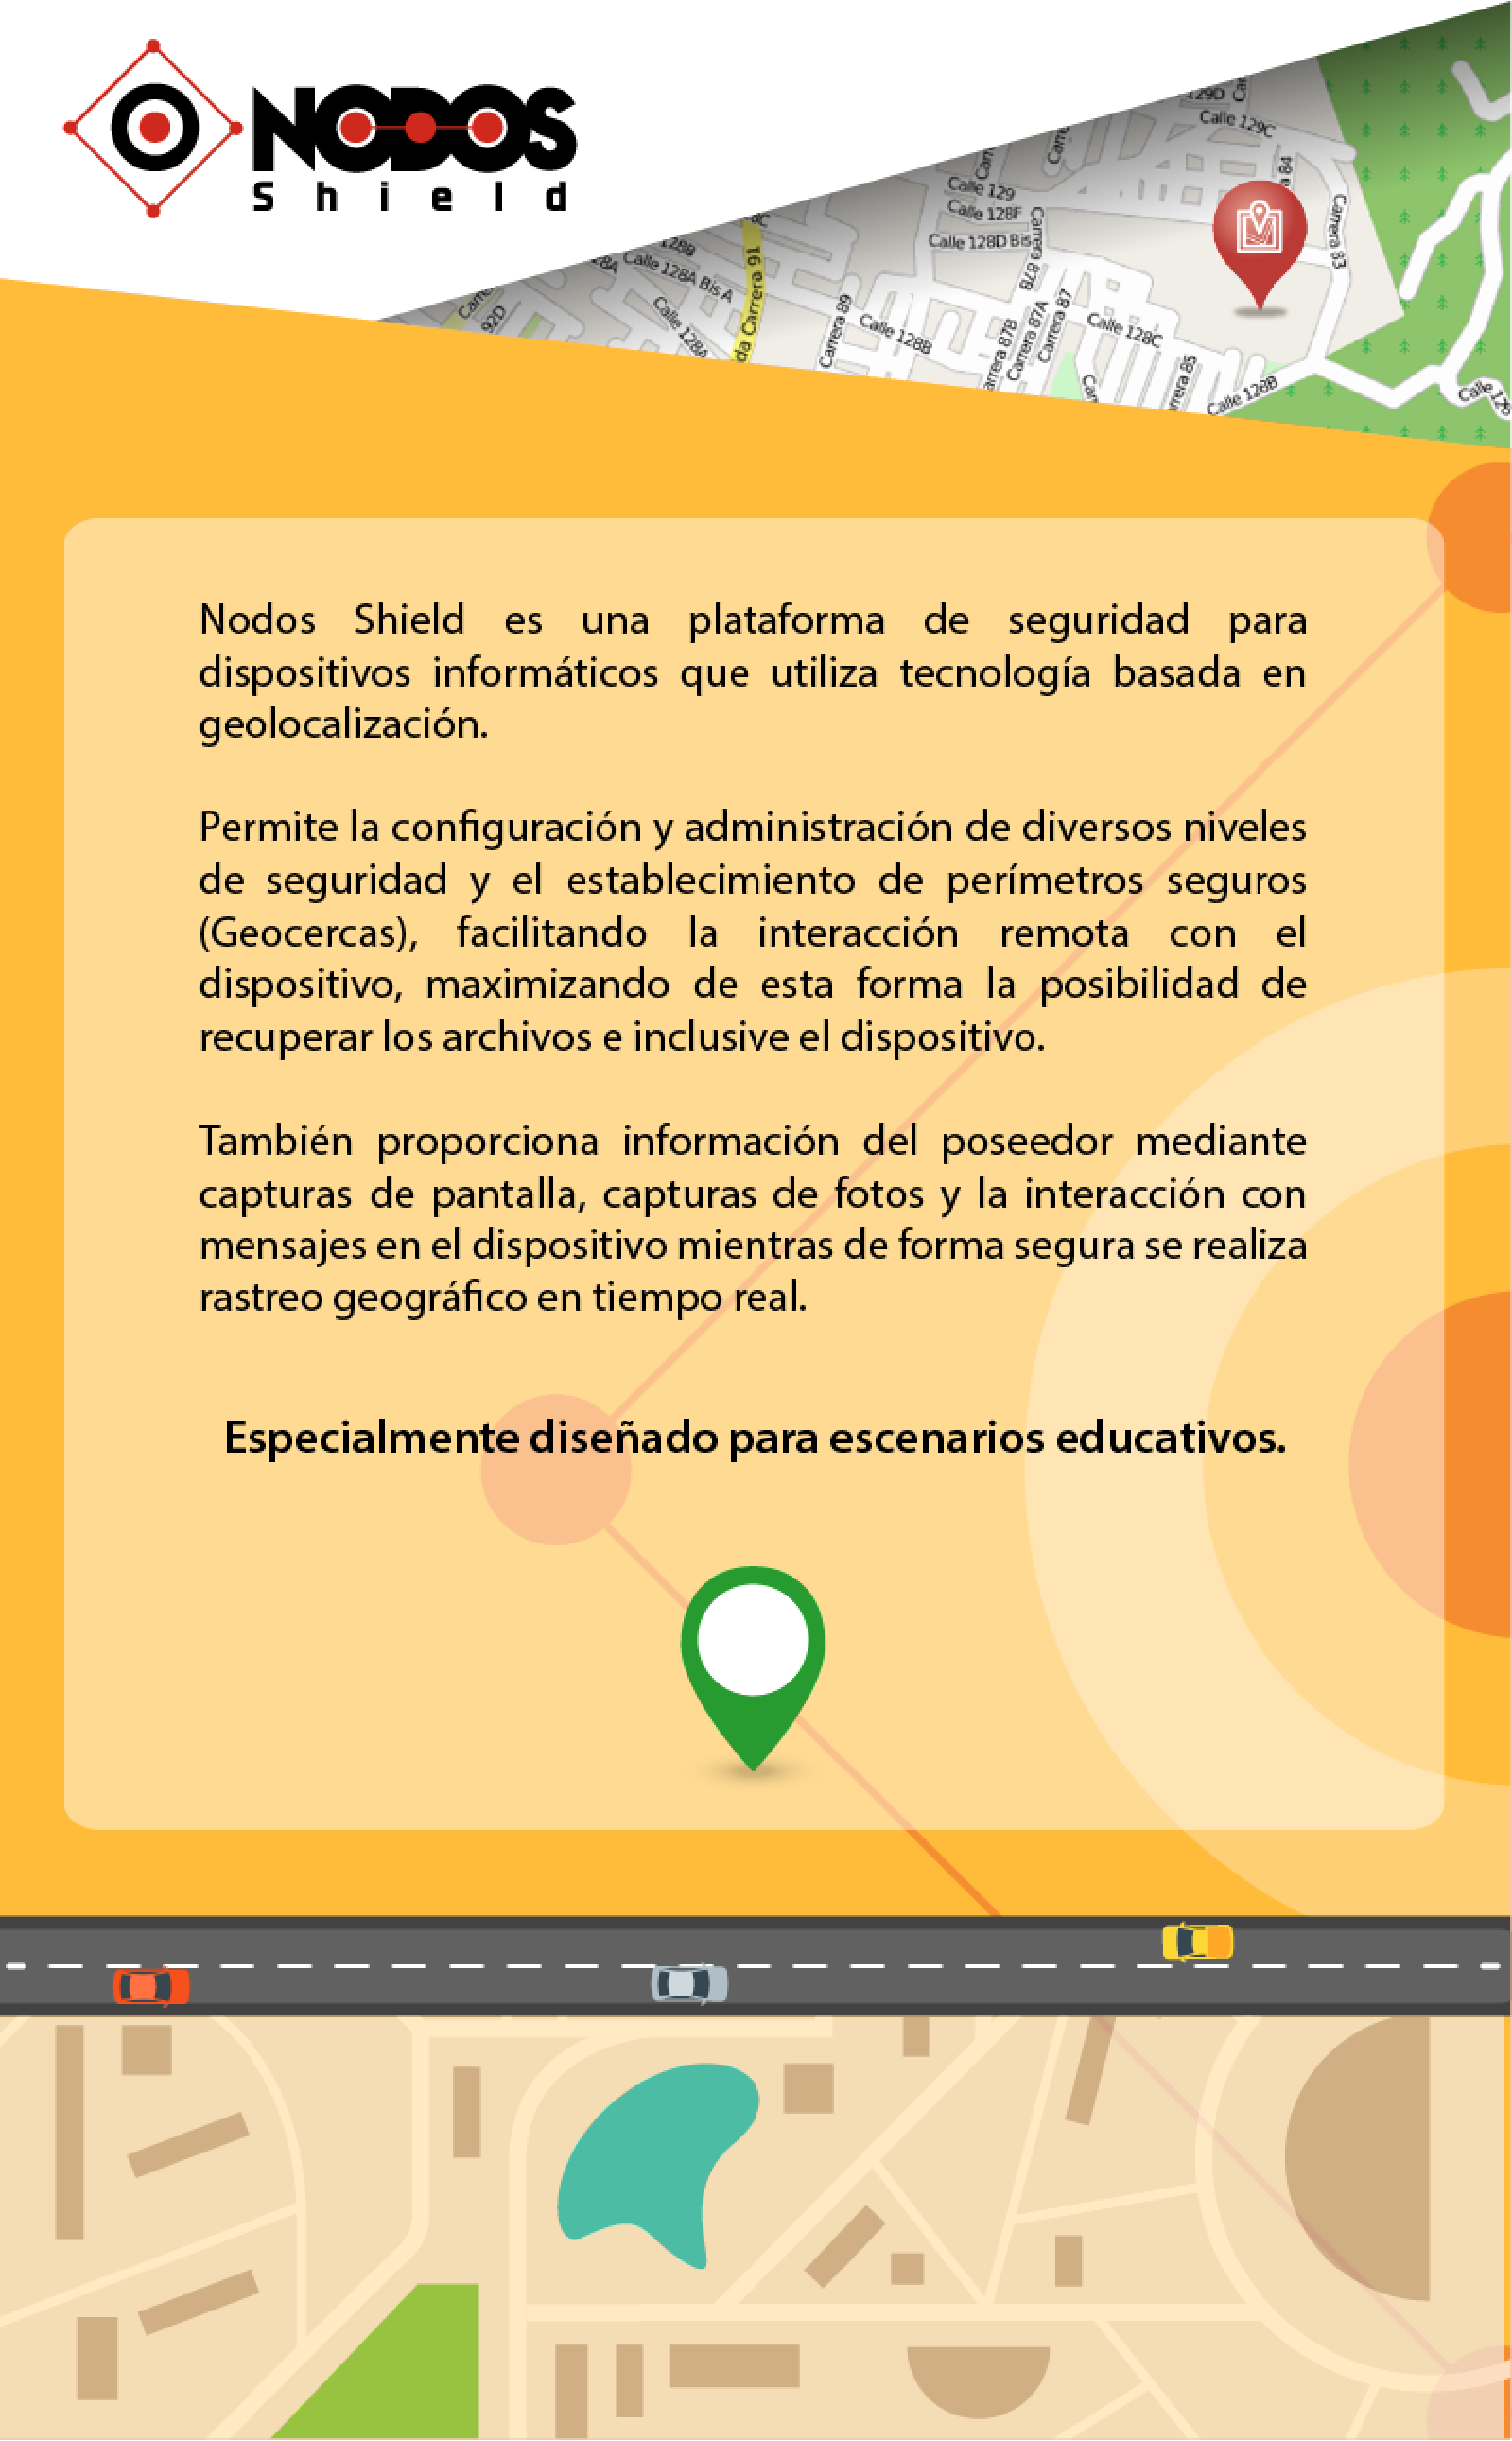 NODOS
Shield
129D
Calle 129C
Calle 129
Calle 128F
Calle 128D Bis
Carrera 87B
Carrera 83
128B
Calle 128A Bis A
92D
Calle 128A
da Carrera 91
Carrera 89
Calle 128B
arrera 87B
Carrera 87A
Carrera 87
Calle 128C
arrera 85
Calle 128B
Nodos Shield es una plataforma de seguridad para
dispositivos informáticos que utiliza tecnología basada en
geolocalización.
Permite la configuración y administración de diversos niveles
de seguridad y el establecimiento de perímetros seguros
(Geocercas), facilitando la interacción remota con el
dispositivo, maximizando de esta forma la posibilidad de
recuperar los archivos e inclusive el dispositivo.
También proporciona información del poseedor mediante
capturas de pantalla, capturas de fotos y la interacción con
mensajes en el dispositivo mientras de forma segura se realiza
rastreo geográfico en tiempo real.
Especialmente diseñado para escenarios educativos.